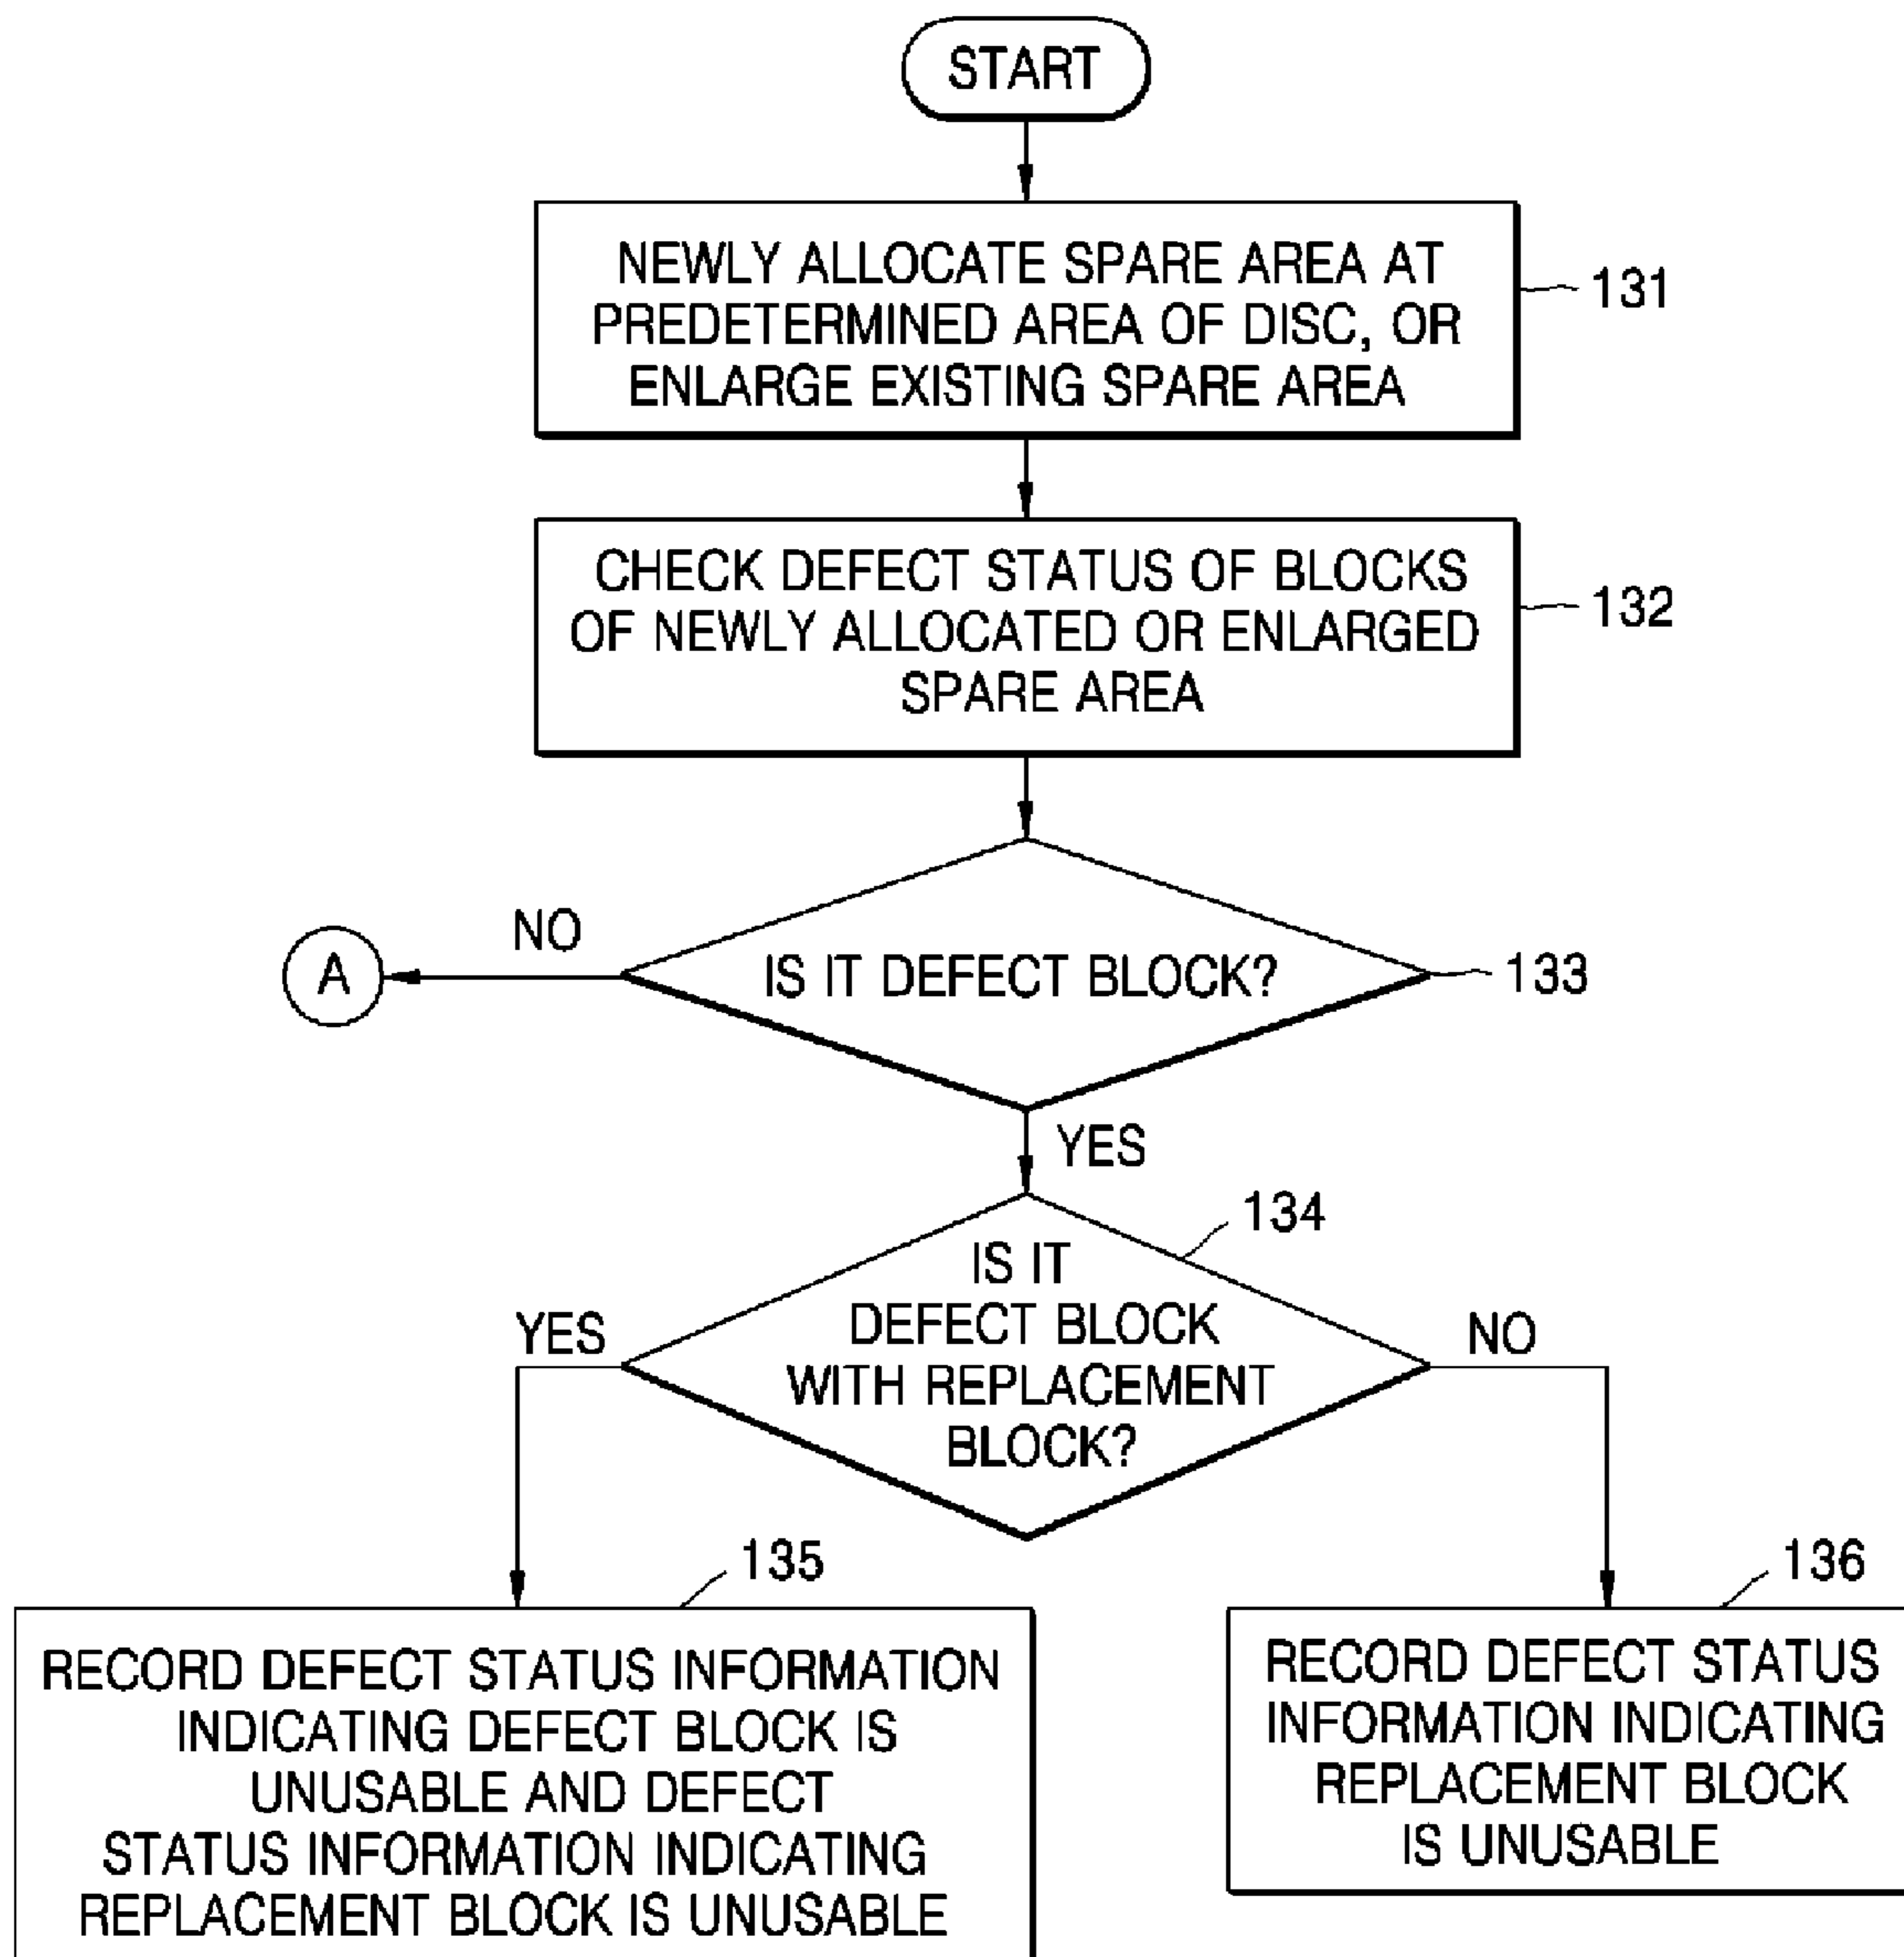 START
NEWLY ALLOCATE SPARE AREA AT
PREDETERMINED AREA OF DISC, OR
ENLARGE EXISTING SPARE AREA
131
CHECK DEFECT STATUS OF BLOCKS
OF NEWLY ALLOCATED OR ENLARGED
SPARE AREA
132
NO
A
IS IT DEFECT BLOCK?
133
YES
134
IS IT
DEFECT BLOCK
WITH REPLACEMENT
BLOCK?
YES
NO
135
RECORD DEFECT STATUS INFORMATION
INDICATING DEFECT BLOCK IS
UNUSABLE AND DEFECT
STATUS INFORMATION INDICATING
REPLACEMENT BLOCK IS UNUSABLE
136
RECORD DEFECT STATUS
INFORMATION INDICATING
REPLACEMENT BLOCK
IS UNUSABLE